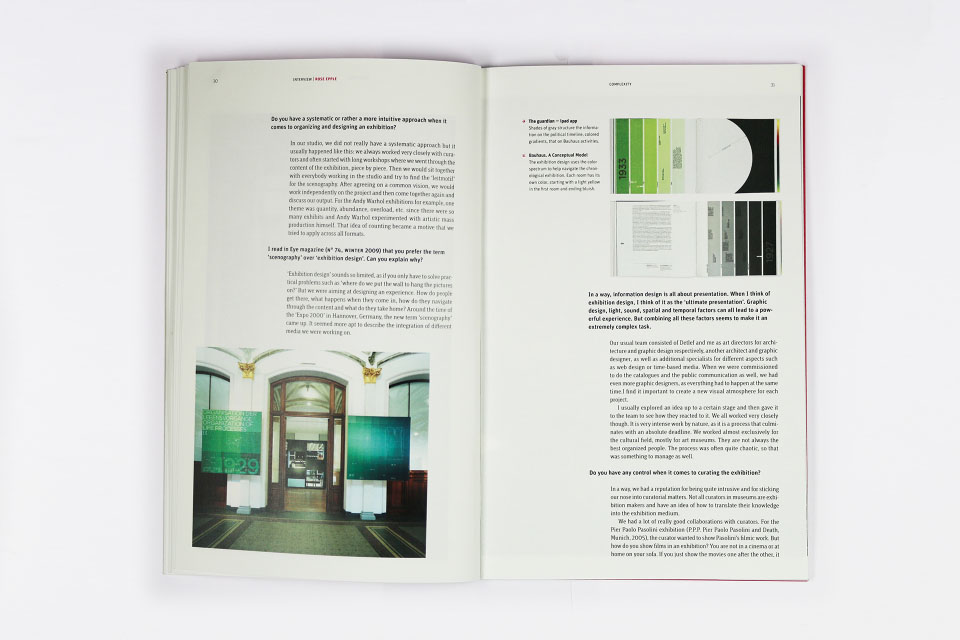 30
INTERVIEW | ROSE EPPLE
Do you have a systematic or rather a more intuitive approach when it
comes to organizing and designing an exhibition?
In our studio, we did not really have a systematic approach but it
usually happened like this: we always worked very closely with cura-
tors and often started with long workshops where we went through the
content of the exhibition, piece by piece. Then we would sit together
with everybody working in the studio and try to find the ‘leitmotif’
for the scenography. After agreeing on a common vision, we would
work independently on the project and then come together again and
discuss our output. For the Andy Warhol exhibitions for example, one
theme was quantity, abundance, overload, etc. since there were so
many exhibits and Andy Warhol experimented with artistic mass
production himself. That idea of counting became a motive that we
tried to apply across all formats.
I read in Eye magazine (Nº 74, WINTER 2009) that you prefer the term
‘scenography’ over ‘exhibition design’. Can you explain why?
‘Exhibition design’ sounds so limited, as if you only have to solve prac-
tical problems such as ‘where do we put the wall to hang the pictures
on?’ But we were aiming at designing an experience. How do people
get there, what happens when they come in, how do they navigate
through the content and what do they take home? Around the time of
the ‘Expo 2000’ in Hannover, Germany, the new term ‘scenography’
came up. It seemed more apt to describe the integration of different
media we were working on.
ORGANISATION DER
LEBENSVORGÄNGE
ORGANIZATION OF
LIFE PROCESSES
1929
COMPLEXITY
31
The guardian – Ipad app
Shades of gray structure the informa-
tion on the political timeline, colored
gradients, that on Bauhaus activities.
Bauhaus. A Conceptual Model
The exhibition design uses the color
spectrum to help navigate the chron-
ological exhibition. Each room has its
own color, starting with a light yellow
in the first room and ending bluish.
1933
In a way, information design is all about presentation. When I think of
exhibition design, I think of it as the ‘ultimate presentation’. Graphic
design, light, sound, spatial and temporal factors can all lead to a pow-
erful experience. But combining all these factors seems to make it an
extremely complex task.
Our usual team consisted of Detlef and me as art directors for archi-
tecture and graphic design respectively, another architect and graphic
designer, as well as additional specialists for different aspects such
as web design or time-based media. When we were commissioned
to do the catalogues and the public communication as well, we had
even more graphic designers, as everything had to happen at the same
time. I find it important to create a new visual atmosphere for each
project.
I usually explored an idea up to a certain stage and then gave it
to the team to see how they reacted to it. We all worked very closely
though. It is very intense work by nature, as it is a process that culmi-
nates with an absolute deadline. We worked almost exclusively for
the cultural field, mostly for art museums. They are not always the
best organized people. The process was often quite chaotic, so that
was something to manage as well.
Do you have any control when it comes to curating the exhibition?
In a way, we had a reputation for being quite intrusive and for sticking
our nose into curatorial matters. Not all curators in museums are exhi-
bition makers and have an idea of how to translate their knowledge
into the exhibition medium.
We had a lot of really good collaborations with curators. For the
Pier Paolo Pasolini exhibition (P.P.P. Pier Paolo Pasolini and Death,
Munich, 2005), the curator wanted to show Pasolini’s filmic work. But
how do you show films in an exhibition? You are not in a cinema or at
home on your sofa. If you just show the movies one after the other, it